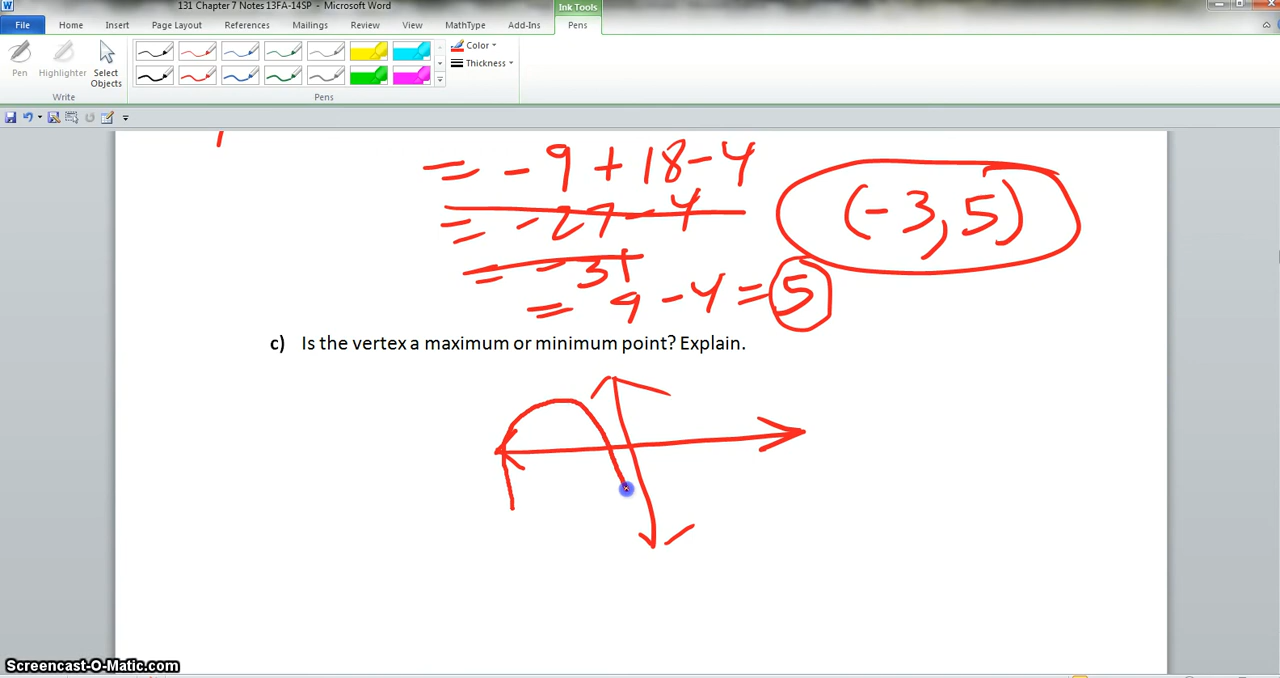 131 Chapter 7 Notes 13FA-14SP - Microsoft Word
Ink Tools
File Home Insert Page Layout References Mailings Review View MathType Add-Ins Pens
Pen
Highlighter
Select Objects
Color
Thickness
Write
Pens
= - 9 + 18 - 4
= - 27 - 4
(-3, 5)
= - 31
= 9 - 4 = 5
c) Is the vertex a maximum or minimum point? Explain.
Screencast-O-Matic.com